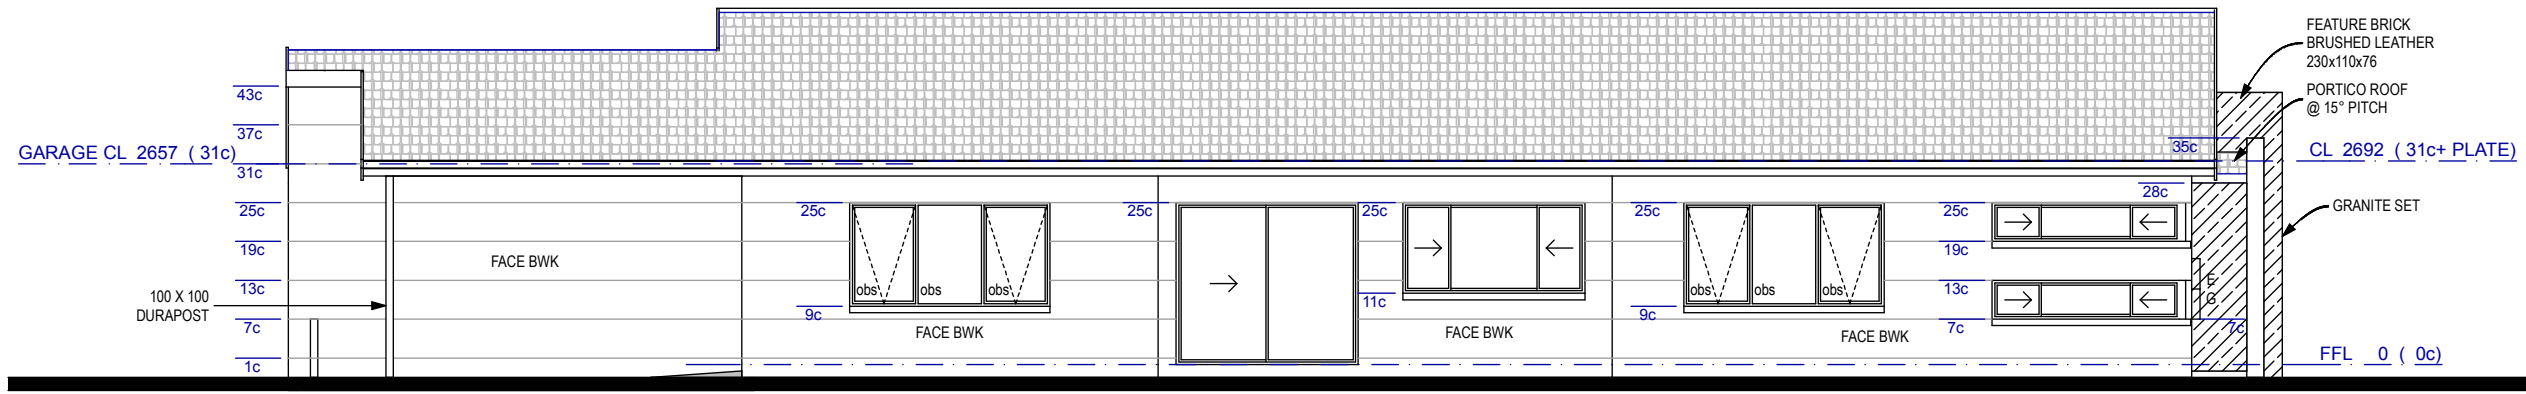 FEATURE BRICK
BRUSHED LEATHER
230x110x76
PORTICO ROOF
@ 15° PITCH
43c
37c
GARAGE CL 2657 ( 31c)
31c
35c
CL 2692 ( 31c+ PLATE)
28c
25c
25c
25c
25c
25c
25c
GRANITE SET
19c
19c
FACE BWK
13c
obs
obs
obs
obs
obs
obs
13c
E
G
100 X 100
DURAPOST
11c
9c
9c
7c
7c
7c
FACE BWK
FACE BWK
FACE BWK
1c
FFL 0 ( 0c)